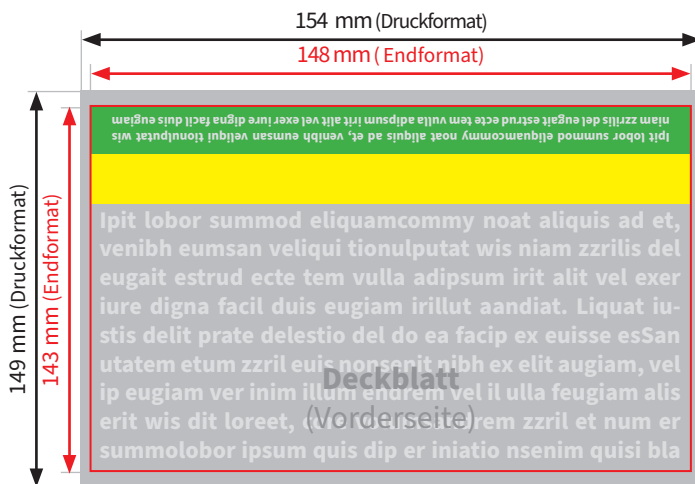 154 mm (Druckformat)
148 mm ( Endformat)
149 mm (Druckformat)
143 mm (Endformat)
Ipit lobor summod eliquamcommy noat aliquis ad et, venibh eumsan veliqui tionulputat wis
niam zzrilis del eugait estrud ecte tem vulla adipsum irit alit vel exer iure digna facil duis eugiam
Ipit lobor summod eliquamcommy noat aliquis ad et,
venibh eumsan veliqui tionulputat wis niam zzrilis del
eugait estrud ecte tem vulla adipsum irit alit vel exer
iure digna facil duis eugiam irillut aandiat. Liquat iu-
stis delit prate delestio del do ea facip ex euisse esSan
utatem etum zzril euis nibh ex elit augiam, vel
ip eugiam ver inim vel il ulla feugiam alis
erit wis dit loreet, zzril et num er
summolobor ipsum quis dip er iniatio nsenim quisi bla
Deckblatt
(Vorderseite)